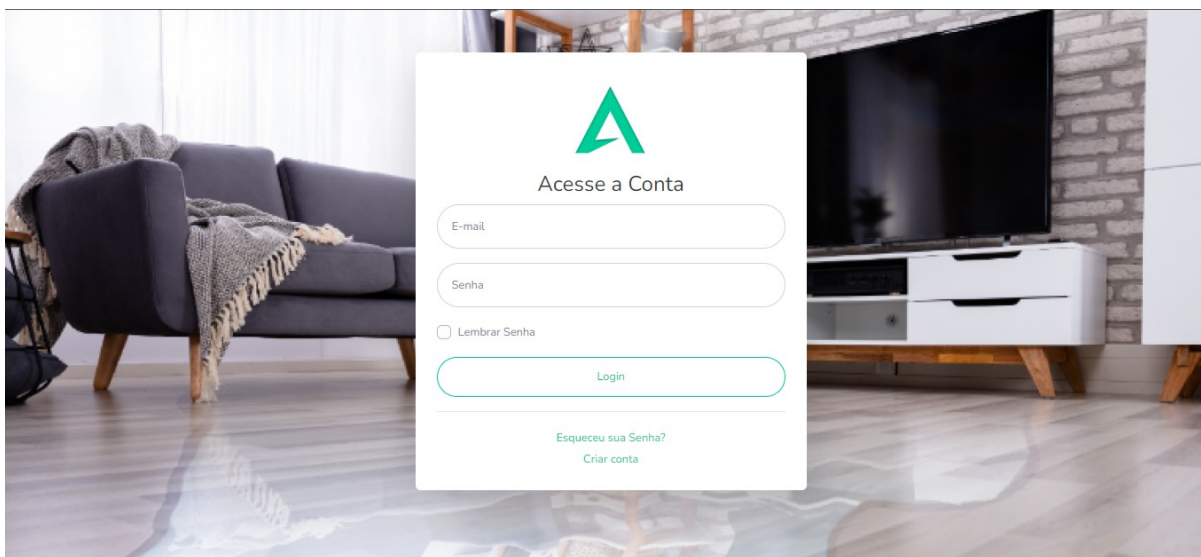 Acesse a Conta
E-mail
Senha
Lembrar Senha
Login
Esqueceu sua Senha?
Criar conta